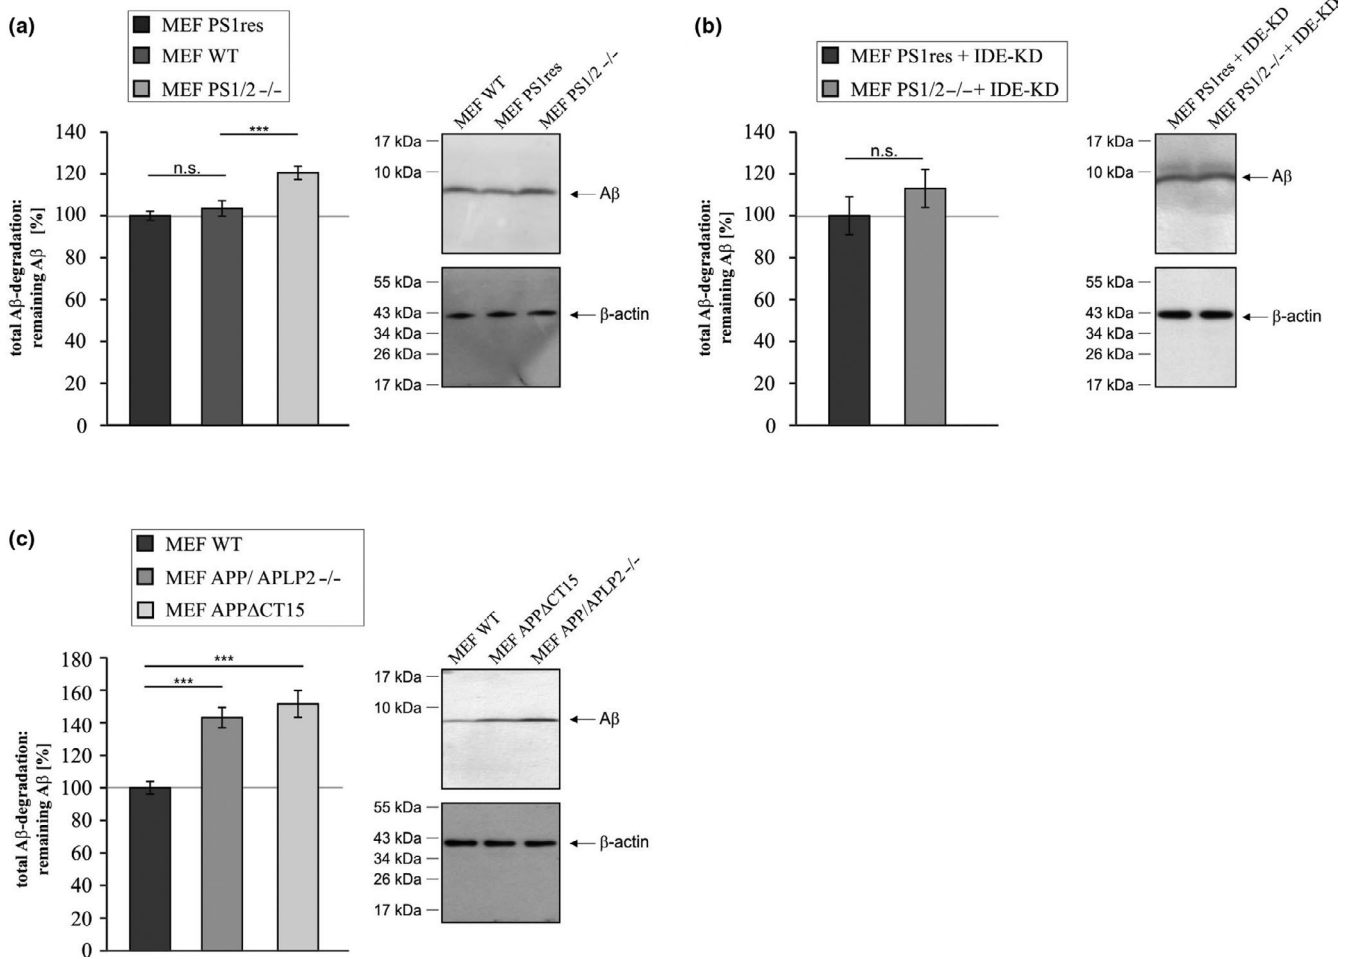 (a)
MEF PS1res
MEF WT
MEF PS1/2 -/-
total Aβ-degradation:
remaining Aβ [%]
140
120
100
80
60
40
20
0
n.s.
***
MEF WT
MEF PS1res
MEF PS1/2 -/-
17 kDa
10 kDa
Aβ
55 kDa
43 kDa
34 kDa
26 kDa
17 kDa
β-actin
(b)
MEF PS1res + IDE-KD
MEF PS1/2-/-+ IDE-KD
total Aβ-degradation:
remaining Aβ [%]
140
120
100
80
60
40
20
0
n.s.
MEF PS1res + IDE-KD
MEF PS1/2-/-+ IDE-KD
17 kDa
10 kDa
Aβ
55 kDa
43 kDa
34 kDa
26 kDa
17 kDa
β-actin
(c)
MEF WT
MEF APP/ APLP2 -/-
MEF APPΔCT15
total Aβ-degradation:
remaining Aβ [%]
180
160
140
120
100
80
60
40
20
0
***
***
MEF WT
MEF APPΔCT15
MEF APP/APLP2 -/-
17 kDa
10 kDa
Aβ
55 kDa
43 kDa
34 kDa
26 kDa
17 kDa
β-actin